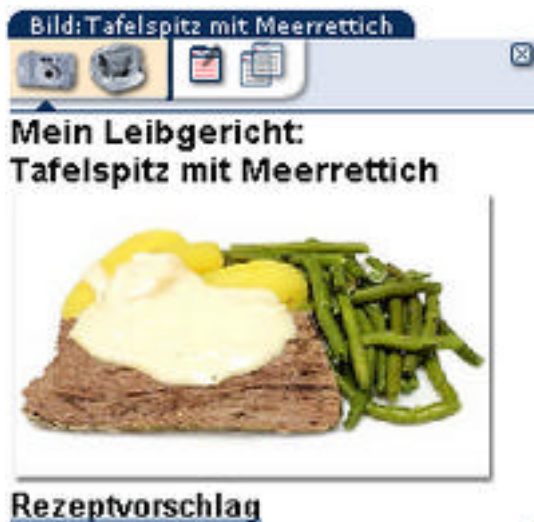 Bild: Tafelspitz mit Meerrettich
Mein Leibgericht:
Tafelspitz mit Meerrettich
Rezeptvorschlag